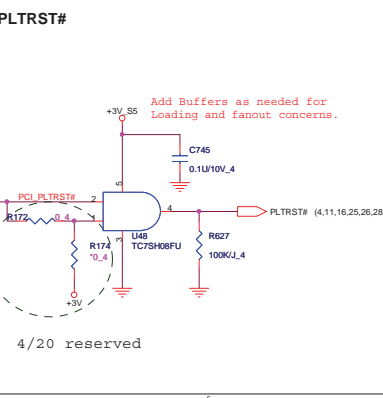 PLTRST#
Add Buffers as needed for
Loading and fanout concerns.
+3V_S5
C745
0.1U/10V_4
5
PCI_PLTRST#
2
4
PLTRST# (4,11,16,25,26,28
R172
*0_4
1
U48
TC7SH08FU
3
R174
*0_4
R627
100K/J_4
+3V
4/20 reserved